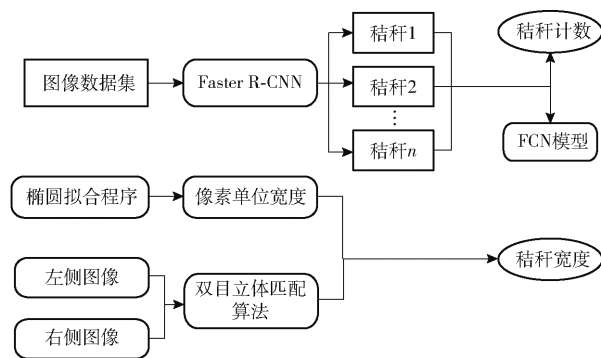 图像数据集
Faster R-CNN
秸秆1
秸秆2
⋮
秸秆n
秸秆计数
FCN模型
椭圆拟合程序
像素单位宽度
左侧图像
右侧图像
双目立体匹配
算法
秸秆宽度